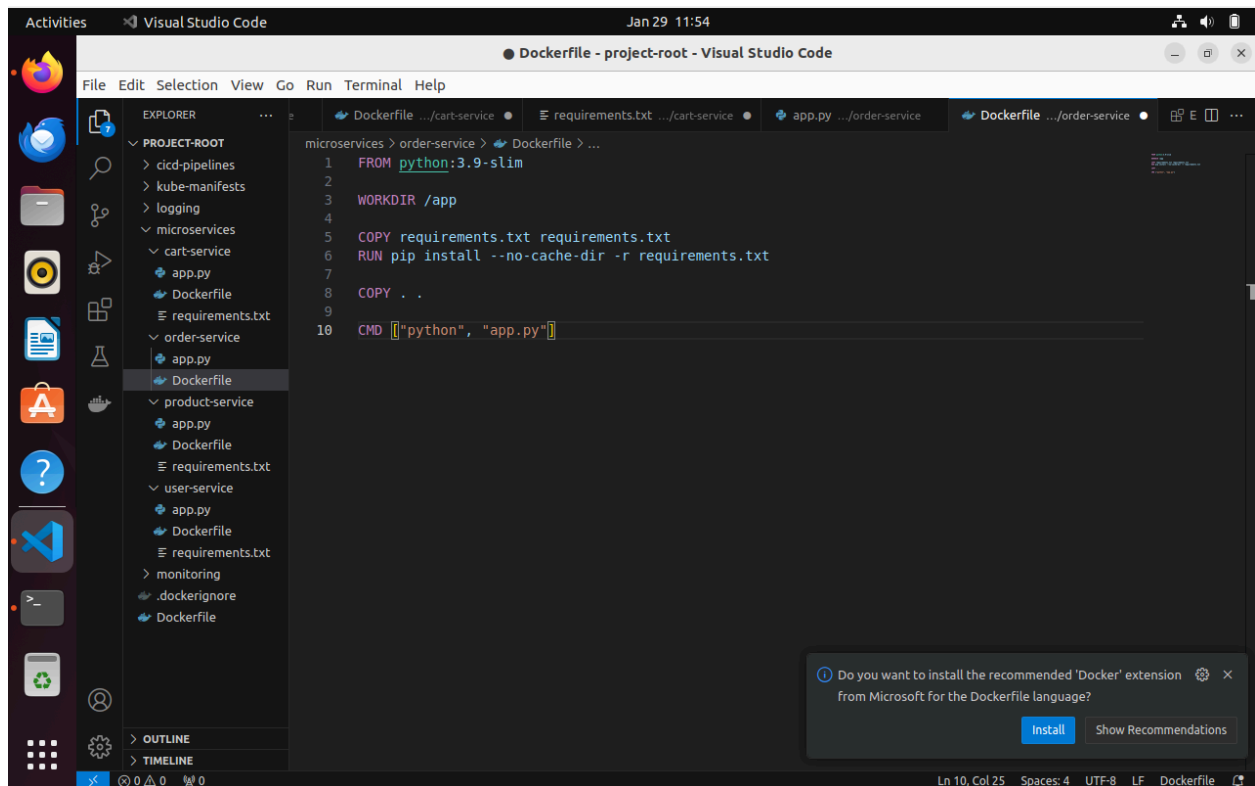 Activities Visual Studio Code Jan 29 11:54
Dockerfile - project-root - Visual Studio Code
File Edit Selection View Go Run Terminal Help
EXPLORER ...
PROJECT-ROOT
cicd-pipelines
kube-manifests
logging
microservices
cart-service
app.py
Dockerfile
requirements.txt
order-service
app.py
Dockerfile
product-service
app.py
Dockerfile
requirements.txt
user-service
app.py
Dockerfile
requirements.txt
monitoring
.dockerignore
Dockerfile
OUTLINE
TIMELINE
Dockerfile .../cart-service requirements.txt .../cart-service app.py .../order-service Dockerfile .../order-service E ...
microservices > order-service > Dockerfile > ...
1 FROM python:3.9-slim
2
3 WORKDIR /app
4
5 COPY requirements.txt requirements.txt
6 RUN pip install --no-cache-dir -r requirements.txt
7
8 COPY . .
9
10 CMD ["python", "app.py"]
7
Do you want to install the recommended 'Docker' extension
from Microsoft for the Dockerfile language?
Install Show Recommendations
0 0 0 Ln 10, Col 25 Spaces: 4 UTF-8 LF Dockerfile